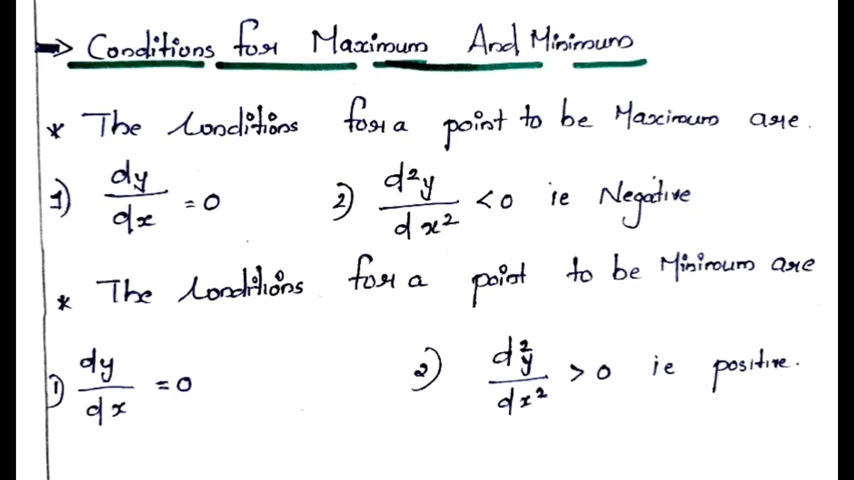 → Conditions for Maximum And Minimum
* The Conditions for a point to be Maximum are.
1) dy/dx = 0 2) d²y/dx² < 0 ie Negative
* The Conditions for a point to be Minimum are
1) dy/dx = 0 2) d²y/dx² > 0 ie positive.